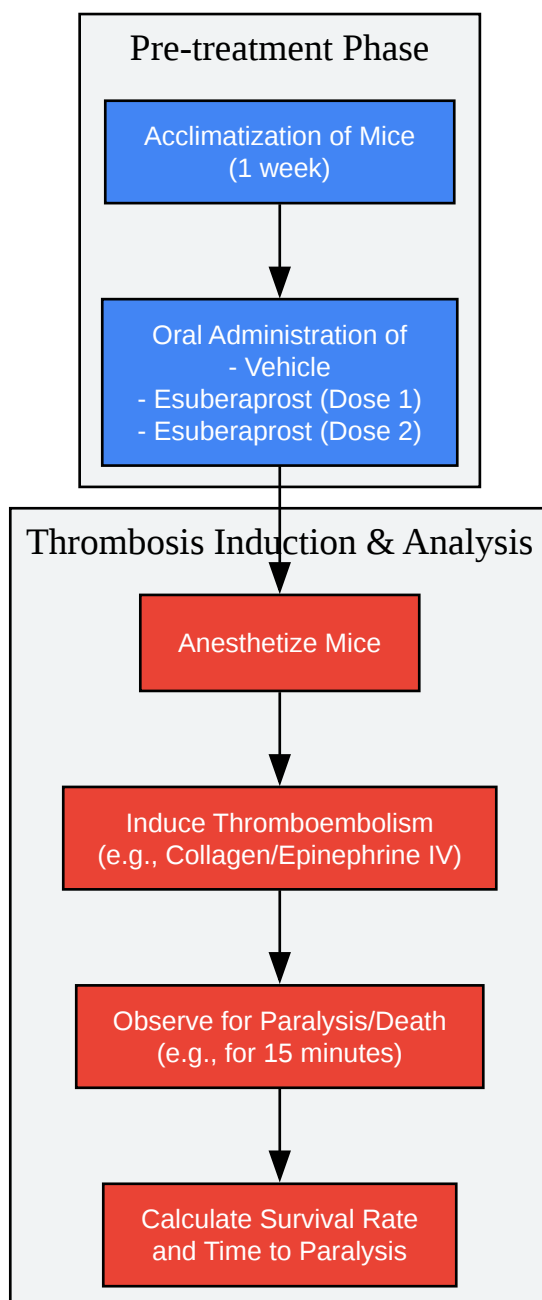 Pre-treatment Phase
Acclimatization of Mice
(1 week)
Oral Administration of
- Vehicle
- Esuberaprost (Dose 1)
- Esuberaprost (Dose 2)
Thrombosis Induction & Analysis
Anesthetize Mice
Induce Thromboembolism
(e.g., Collagen/Epinephrine IV)
Observe for Paralysis/Death
(e.g., for 15 minutes)
Calculate Survival Rate
and Time to Paralysis